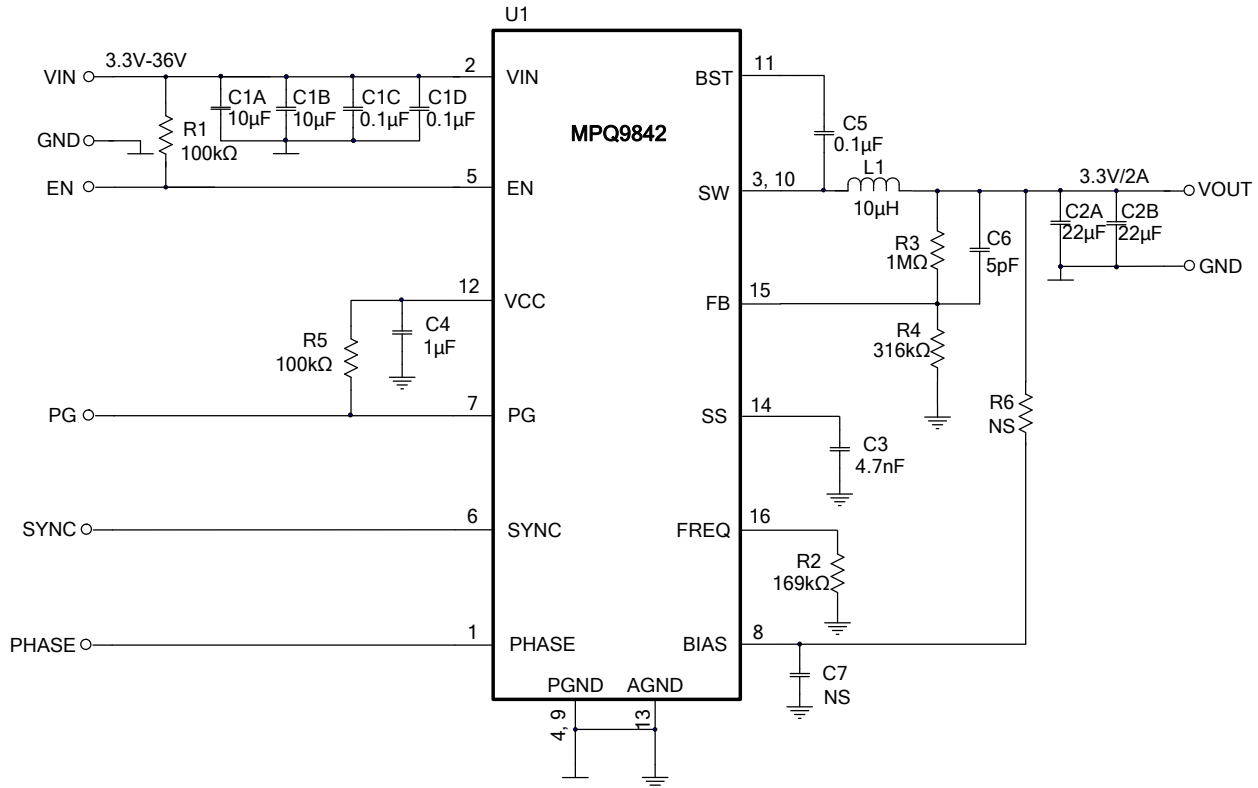 U1
3.3V-36V
VIN
2
VIN
BST
11
C1A
10µF
C1B
10µF
C1C
0.1µF
C1D
0.1µF
MPQ9842
R1
100kΩ
GND
C5
0.1µF
EN
5
EN
SW
3, 10
L1
10µH
3.3V/2A
VOUT
C2A
22µF
C2B
22µF
R3
1MΩ
C6
5pF
GND
12
VCC
FB
15
C4
1µF
R5
100kΩ
R4
316kΩ
PG
7
PG
SS
14
R6
NS
C3
4.7nF
SYNC
6
SYNC
FREQ
16
R2
169kΩ
PHASE
1
PHASE
BIAS
8
C7
NS
PGND
AGND
4, 9
13